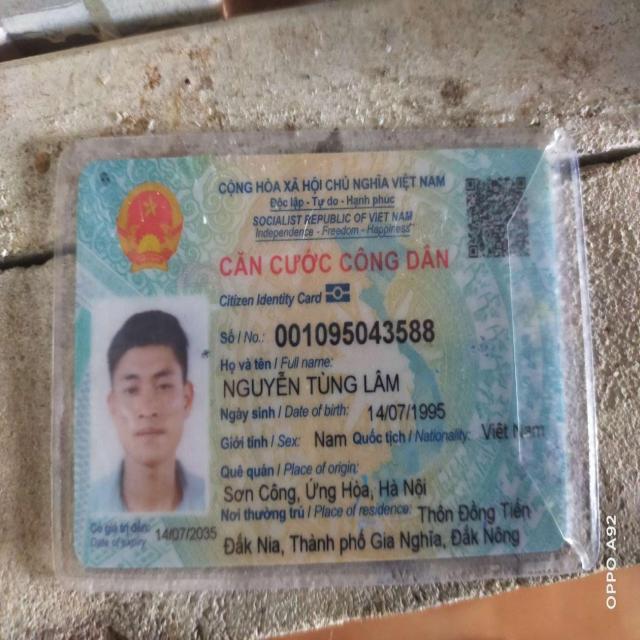 CỘNG HÒA XÃ HỘI CHỦ NGHĨA VIỆT NAM
Độc lập - Tự do - Hạnh phúc
SOCIALIST REPUBLIC OF VIET NAM
Independence - Freedom - Happiness
CĂN CƯỚC CÔNG DÂN
Citizen Identity Card
Số / No.: 001095043588
Họ và tên / Full name:
NGUYỄN TÙNG LÂM
Ngày sinh / Date of birth: 14/07/1995
Giới tính / Sex: Nam Quốc tịch / Nationality: Việt Nam
Quê quán / Place of origin:
Sơn Công, Ứng Hòa, Hà Nội
Nơi thường trú / Place of residence: Thôn Đồng Tiến
Đắk Nia, Thành phố Gia Nghĩa, Đắk Nông
Có giá trị đến: 14/07/2035
Date of expiry
OPPO A92